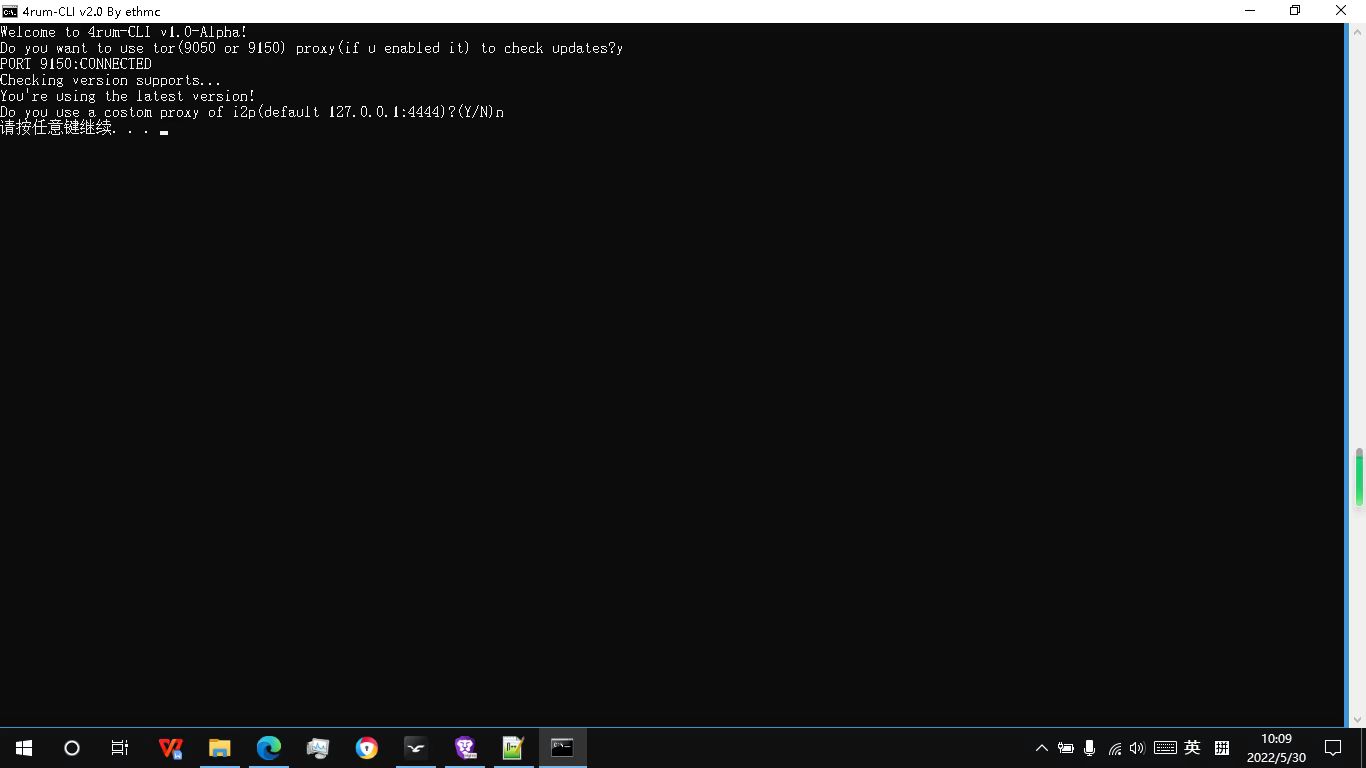 4rum-CLI v2.0 By ethmc
Welcome to 4rum-CLI v1.0-Alpha!
Do you want to use tor(9050 or 9150) proxy(if u enabled it) to check updates?y
PORT 9150:CONNECTED
Checking version supports...
You're using the latest version!
Do you use a costom proxy of i2p(default 127.0.0.1:4444)?(Y/N)n
请按任意键继续. . .
英
拼
10:09
2022/5/30